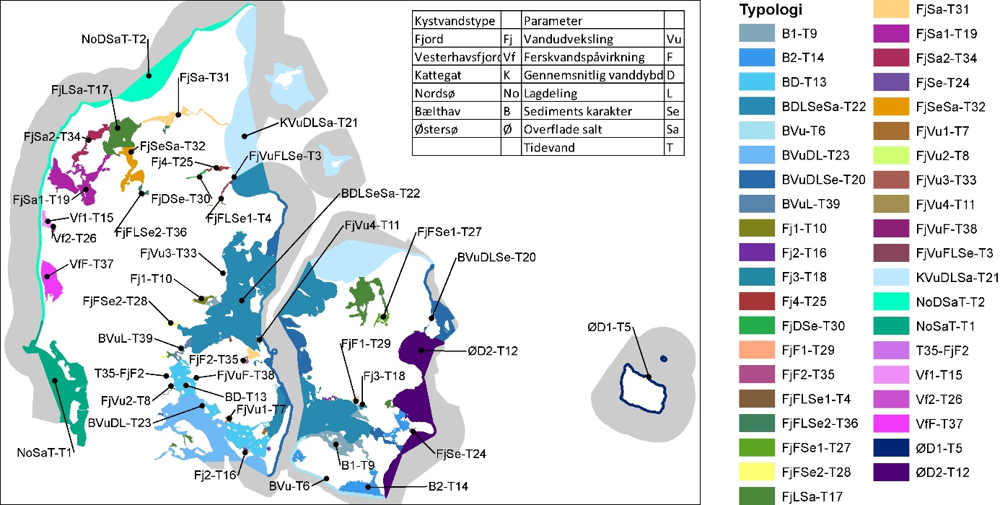 Kystvandstype Parameter
Fjord Fj Vandudveksling Vu
Vesterhavsfjord Vf Ferskvandspåvirkning F
Kattegat K Gennemsnitlig vanddybd D
Nordsø No Lagdeling L
Bælthav B Sediments karakter Se
Østersø Ø Overflade salt Sa
Tidevand T
NoDSaT-T2
FjSa-T31
FjLSa-T17
KVuDLSa-T21
FjSa2-T34
FjSeSa-T32
FjVuFLSe-T3
Fj4-T25
FjSa1-T19
FjDSe-T30
BDLSeSa-T22
Vf1-T15
FjFLSe1-T4
FjVu4-T11
Vf2-T26
FjFLSe2-T36
FjFSe1-T27
FjVu3-T33
BVuDLSe-T20
VfF-T37
Fj1-T10
FjFSe2-T28
BVuL-T39
FjF1-T29
ØD1-T5
ØD2-T12
FjF2-T35
T35-FjF2
FjVuF-T38
Fj3-T18
FjVu2-T8
BD-T13
FjVu1-T7
BVuDL-T23
NoSaT-T1
FjSe-T24
B1-T9
Fj2-T16
BVu-T6
B2-T14
Typologi
B1-T9
B2-T14
BD-T13
BDLSeSa-T22
BVu-T6
BVuDL-T23
BVuDLSe-T20
BVuL-T39
Fj1-T10
Fj2-T16
Fj3-T18
Fj4-T25
FjDSe-T30
FjF1-T29
FjF2-T35
FjFLSe1-T4
FjFLSe2-T36
FjFSe1-T27
FjFSe2-T28
FjLSa-T17
FjSa-T31
FjSa1-T19
FjSa2-T34
FjSe-T24
FjSeSa-T32
FjVu1-T7
FjVu2-T8
FjVu3-T33
FjVu4-T11
FjVuF-T38
FjVuFLSe-T3
KVuDLSa-T21
NoDSaT-T2
NoSaT-T1
T35-FjF2
Vf1-T15
Vf2-T26
VfF-T37
ØD1-T5
ØD2-T12